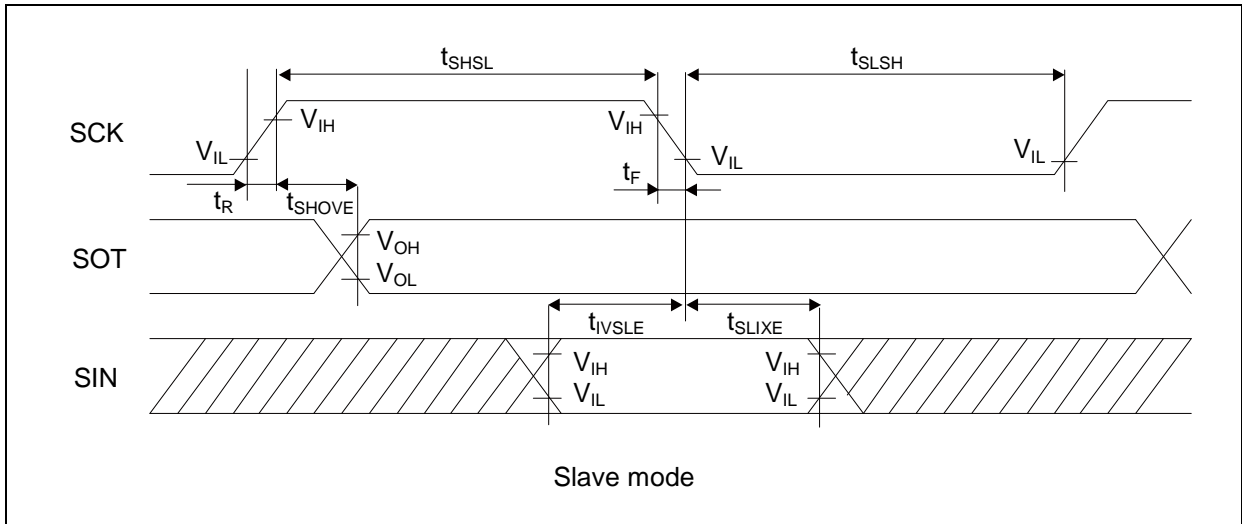 tSHSL
tSLSH
SCK
VIH
VIH
VIL
VIL
VIL
tF
tR
tSHOVE
SOT
VOH
VOL
tIVSLE
tSLIXE
SIN
VIH
VIH
VIL
VIL
Slave mode